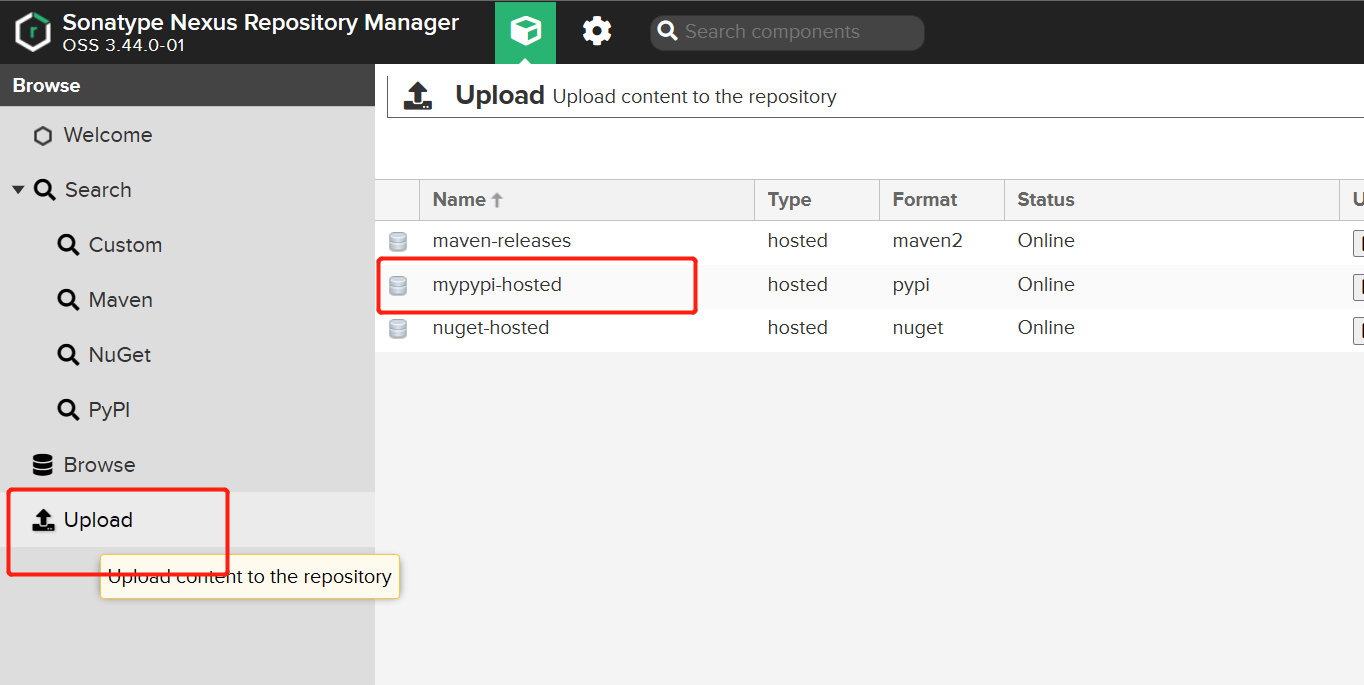 Sonatype Nexus Repository Manager
OSS 3.44.0-01
Search components
Browse
Welcome
Search
Custom
Maven
NuGet
PyPI
Browse
Upload
Upload content to the repository
Upload Upload content to the repository
Name Type Format Status
maven-releases hosted maven2 Online
mypypi-hosted hosted pypi Online
nuget-hosted hosted nuget Online